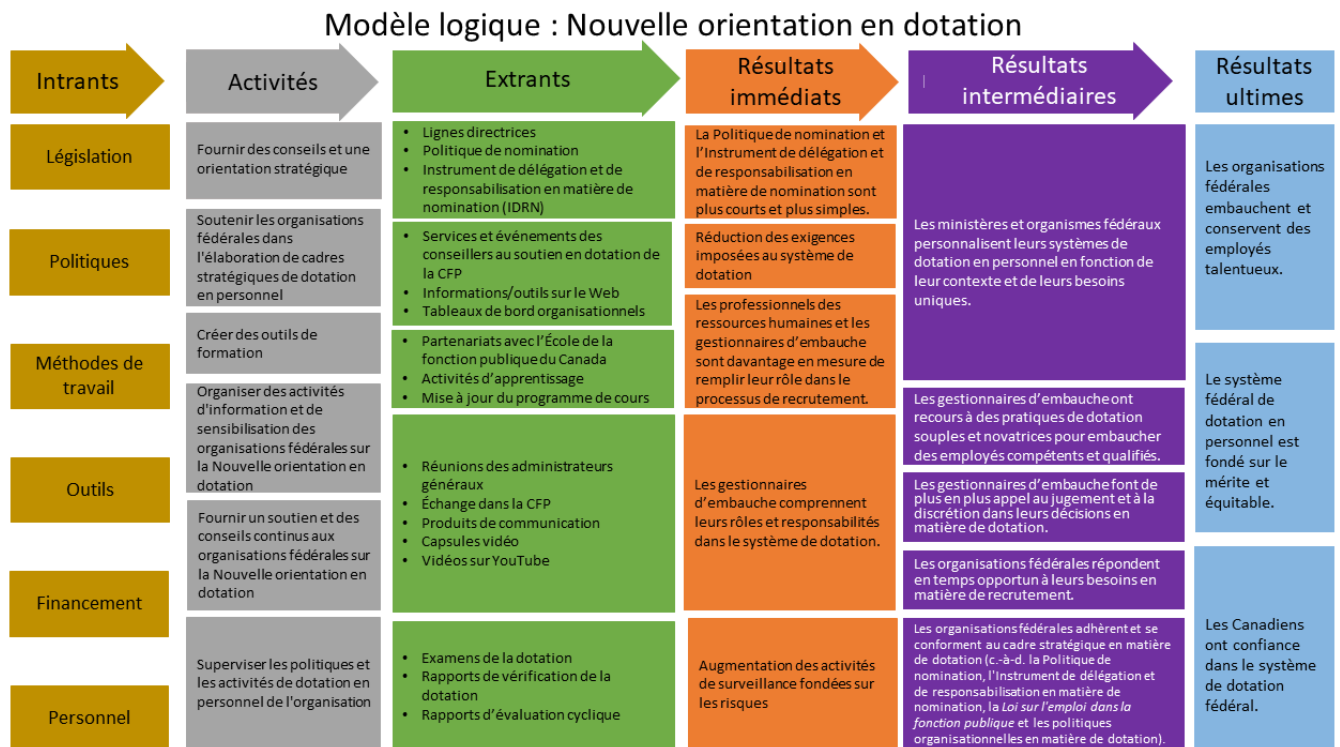 Modèle logique : Nouvelle orientation en dotation
Intrants
Législation
Politiques
Méthodes de
travail
Outils
Financement
Personnel
Activités
Fournir des conseils et une
orientation stratégique
Soutenir les organisations
fédérales dans
l'élaboration de cadres
stratégiques de dotation
en personnel
Créer des outils de
formation
Organiser des activités
d'information et de
sensibilisation des
organisations fédérales sur
la Nouvelle orientation en
dotation
Fournir un soutien et des
conseils continus aux
organisations fédérales sur
la Nouvelle orientation en
dotation
Superviser les politiques et
les activités de dotation en
personnel de l'organisation
Extrants
• Lignes directrices
• Politique de nomination
• Instrument de délégation et de
responsabilisation en matière de
nomination (IDRN)
• Services et événements des
conseillers au soutien en dotation de
la CFP
• Informations/outils sur le Web
• Tableaux de bord organisationnels
• Partenariats avec l’École de la
fonction publique du Canada
• Activités d’apprentissage
• Mise à jour du programme de cours
• Réunions des administrateurs
généraux
• Échange dans la CFP
• Produits de communication
• Capsules vidéo
• Vidéos sur YouTube
• Examens de la dotation
• Rapports de vérification de la
dotation
• Rapports d’évaluation cyclique
Résultats
immédiats
La Politique de nomination et
l’Instrument de délégation et
de responsabilisation en
matière de nomination sont
plus courts et plus simples.
Réduction des exigences
imposées au système de
dotation
Les professionnels des
ressources humaines et les
gestionnaires d’embauche
sont davantage en mesure de
remplir leur rôle dans le
processus de recrutement.
Les gestionnaires
d’embauche comprennent
leurs rôles et responsabilités
dans le système de dotation.
Augmentation des activités
de surveillance fondées sur
les risques
Résultats
intermédiaires
Les ministères et organismes fédéraux
personnalisent leurs systèmes de
dotation en personnel en fonction de
leur contexte et de leurs besoins
uniques.
Les gestionnaires d’embauche ont
recours à des pratiques de dotation
souples et novatrices pour embaucher
des employés compétents et qualifiés.
Les gestionnaires d’embauche font de
plus en plus appel au jugement et à la
discrétion dans leurs décisions en
matière de dotation.
Les organisations fédérales répondent
en temps opportun à leurs besoins en
matière de recrutement.
Les organisations fédérales adhèrent et se
conforment au cadre stratégique en matière
de dotation (c.-à-d. la Politique de
nomination, l'Instrument de délégation et
de responsabilisation en matière de
nomination, la Loi sur l'emploi dans la
fonction publique et les politiques
organisationnelles en matière de dotation).
Résultats
ultimes
Les organisations
fédérales
embauchent et
conservent des
employés
talentueux.
Le système
fédéral de
dotation en
personnel est
fondé sur le
mérite et
équitable.
Les Canadiens
ont confiance
dans le système
de dotation
fédéral.